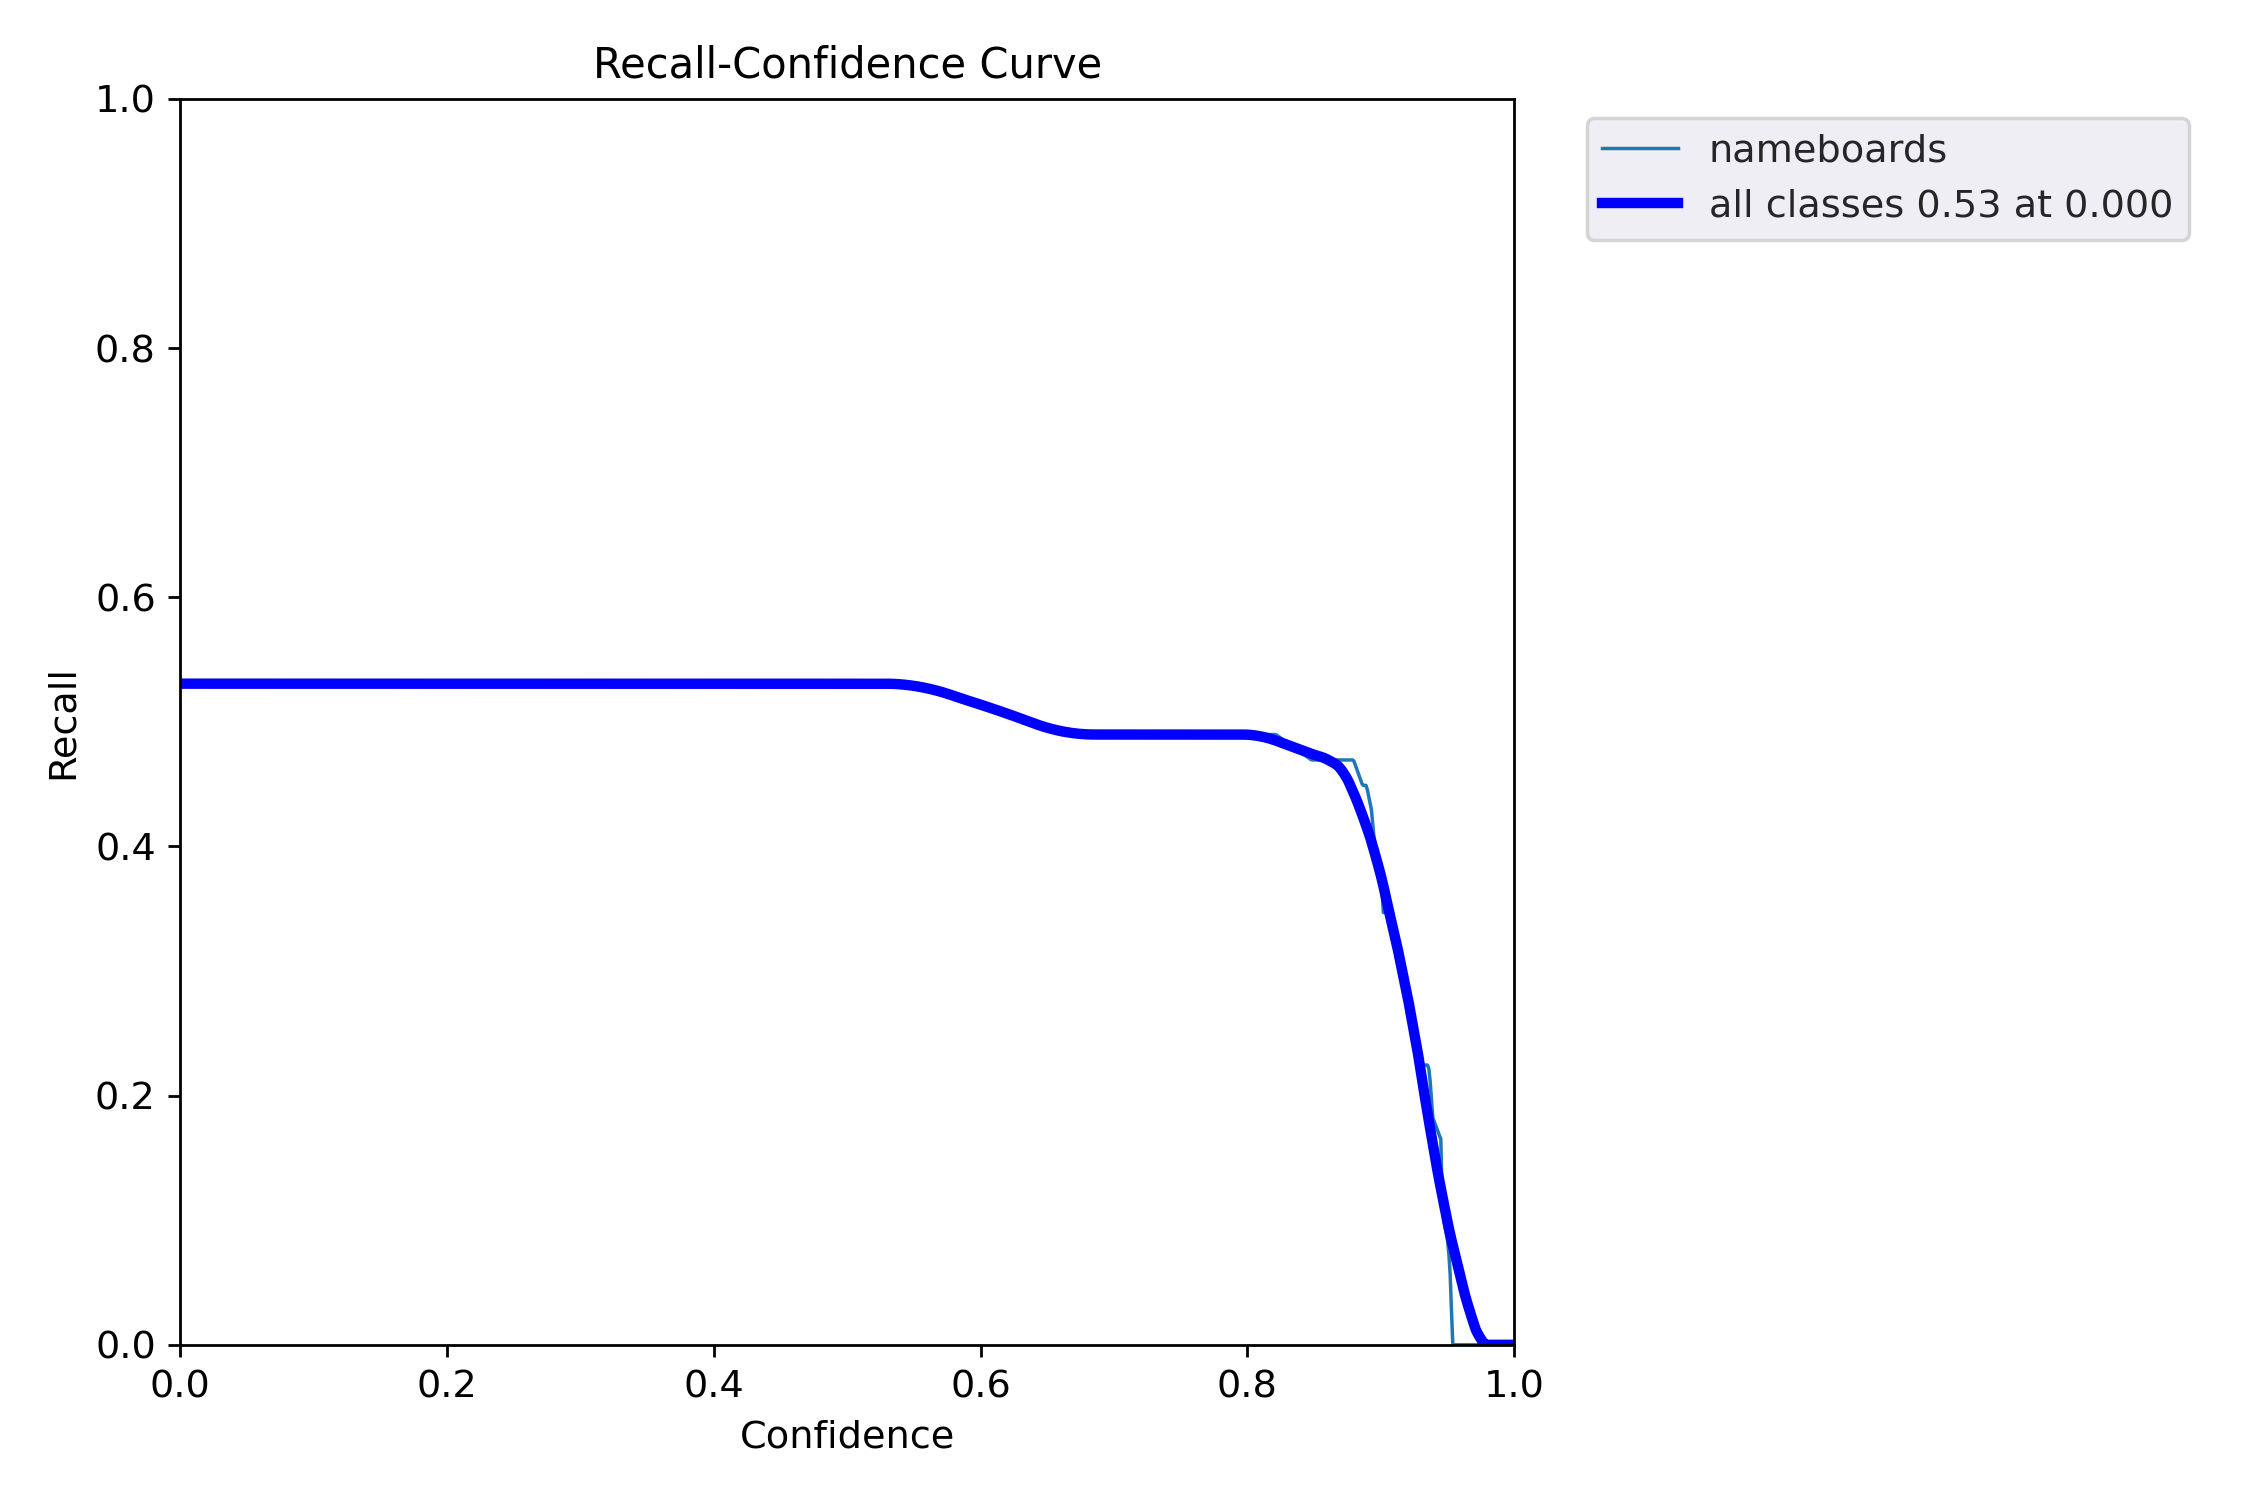 Recall-Confidence Curve
nameboards
all classes 0.53 at 0.000
1.0
0.8
0.6
0.4
0.2
0.0
Recall
0.0 0.2 0.4 0.6 0.8 1.0
Confidence